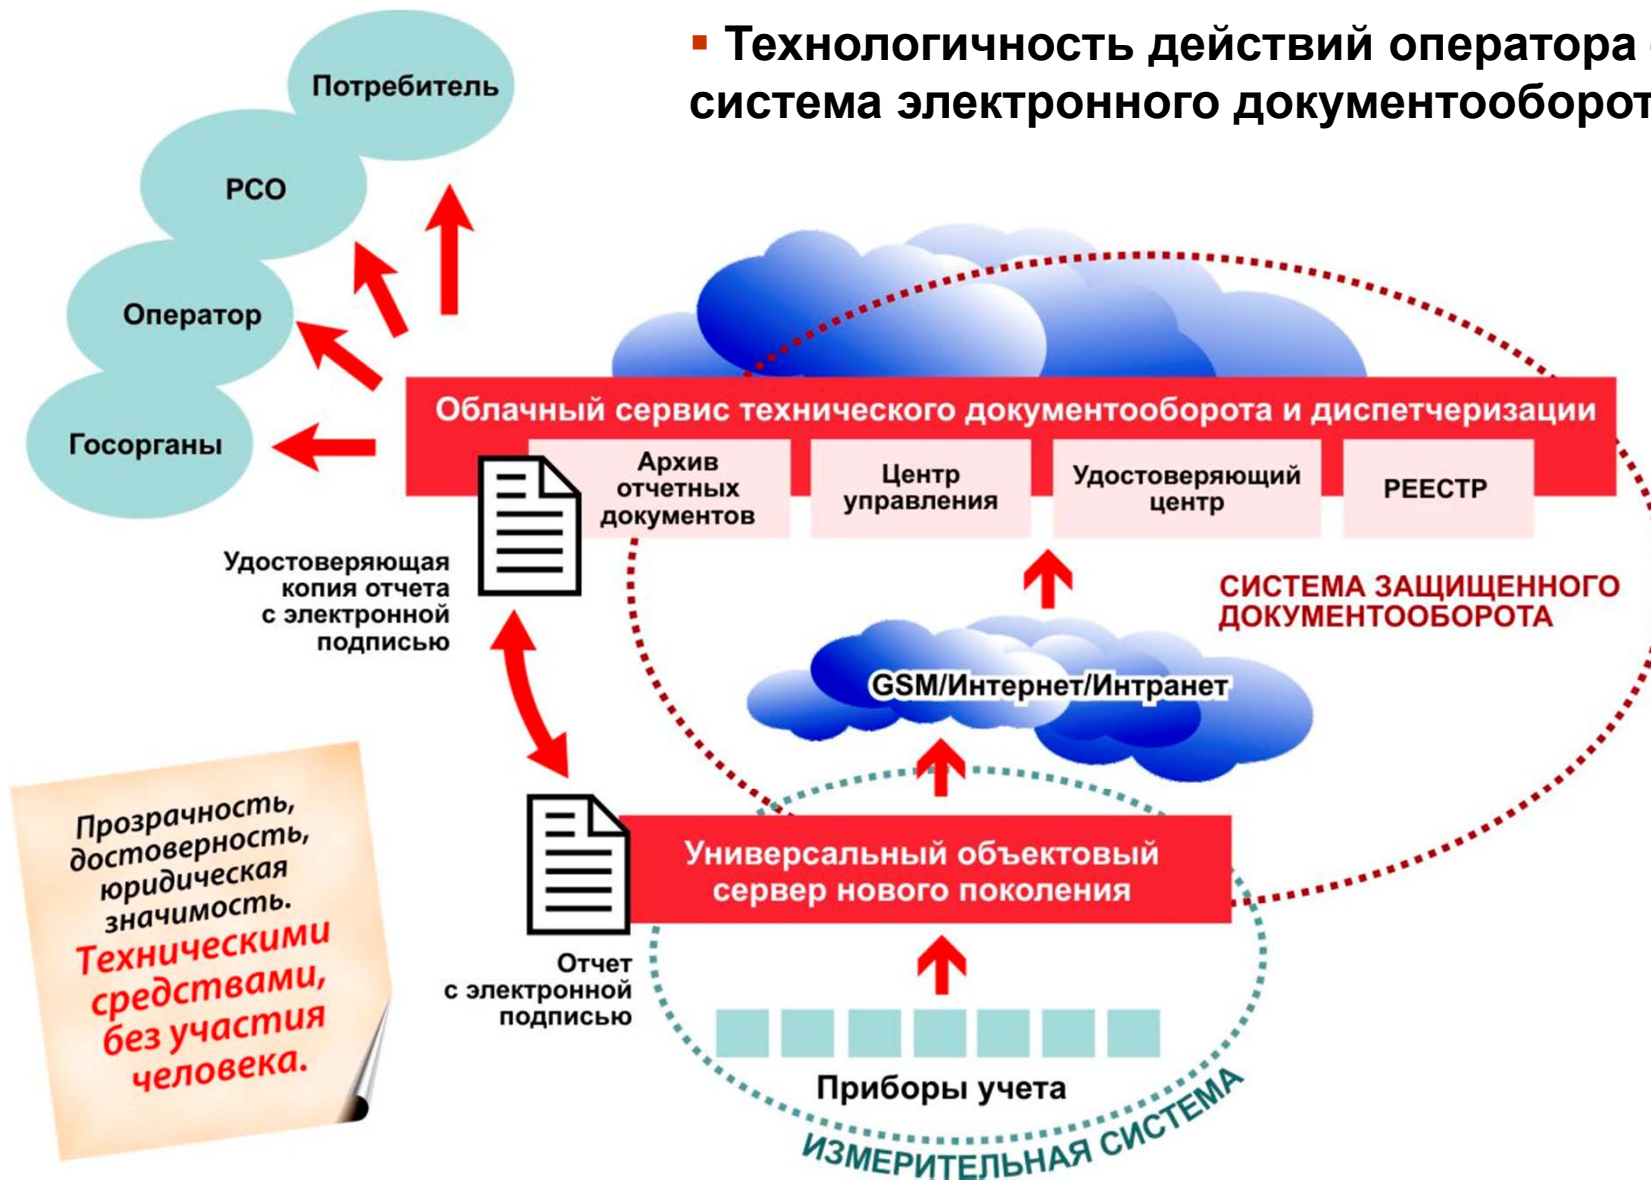 ▪ Технологичность действий оператора
система электронного
Потребитель
РСО
Оператор
Госорганы
Облачный сервис технического документооборота и диспетчеризации
Архив
отчетных
документов
Центр
управления
Удостоверяющий
центр
РЕЕСТР
Удостоверяющая
копия отчета
с электронной
подписью
СИСТЕМА ЗАЩИЩЕННОГО
ДОКУМЕНТООБОРОТА
GSM/Интернет/Интранет
Прозрачность,
достоверность,
юридическая
значимость.
Техническими
средствами,
без участия
человека.
Универсальный объектовый
сервер нового поколения
Отчет
с электронной
подписью
Приборы учета
ИЗМЕРИТЕЛЬНАЯ СИСТЕМА